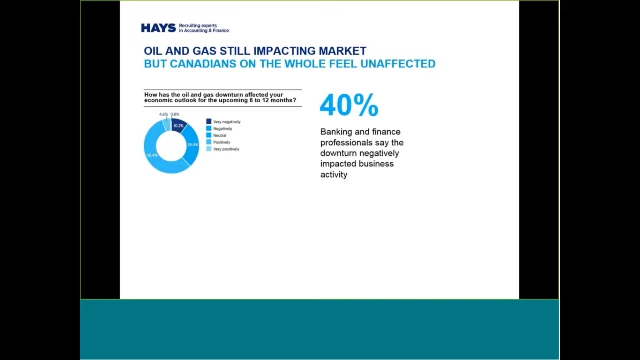 HAYS Recruiting experts
in Accounting & Finance
OIL AND GAS STILL IMPACTING MARKET
BUT CANADIANS ON THE WHOLE FEEL UNAFFECTED
How has the oil and gas downturn affected your
economic outlook for the upcoming 6 to 12 months?
Very negatively
Negatively
Neutral
Positively
Very positively
40%
Banking and finance
professionals say the
downturn negatively
impacted business
activity